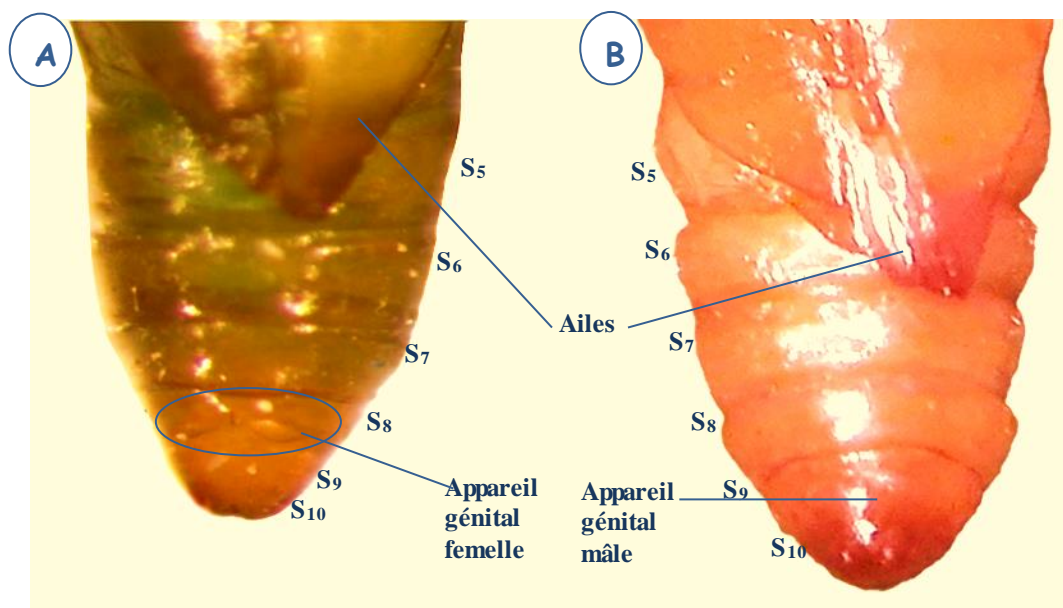 A
B
S5
S5
S6
S6
Ailes
S7
S7
S8
S8
S9
S10
Appareil
génital
femelle
Appareil
génital
mâle
S9
S10